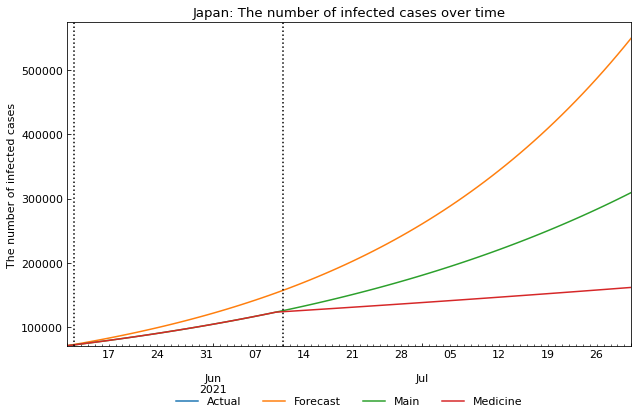 Japan: The number of infected cases over time
The number of infected cases
500000
400000
300000
200000
100000
17 24 31 07 14 21 28 05 12 19 26
Jun Jul
2021
Actual Forecast Main Medicine